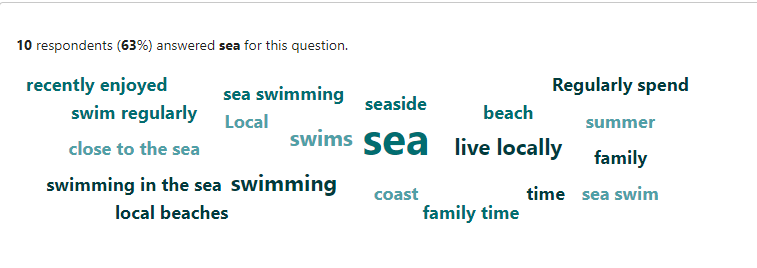 10 respondents (63%) answered sea for this question.
recently enjoyed
Regularly spend
sea swimming
seaside
swim regularly
beach
Local
summer
swims
sea
live locally
close to the sea
family
swimming in the sea
swimming
coast
time
sea swim
local beaches
family time